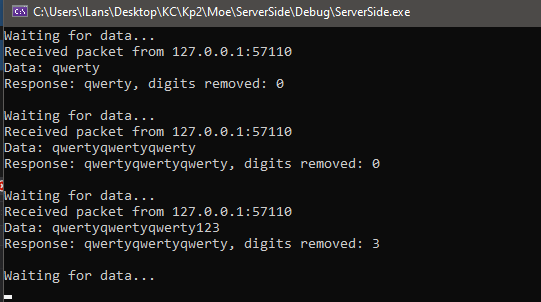 C:\Users\ILans\Desktop\KC\Kp2\Moe\ServerSide\Debug\ServerSide.exe
Waiting for data...
Received packet from 127.0.0.1:57110
Data: qwerty
Response: qwerty, digits removed: 0
Waiting for data...
Received packet from 127.0.0.1:57110
Data: qwertyqwertyqwerty
Response: qwertyqwertyqwerty, digits removed: 0
Waiting for data...
Received packet from 127.0.0.1:57110
Data: qwertyqwertyqwerty123
Response: qwertyqwertyqwerty, digits removed: 3
Waiting for data...